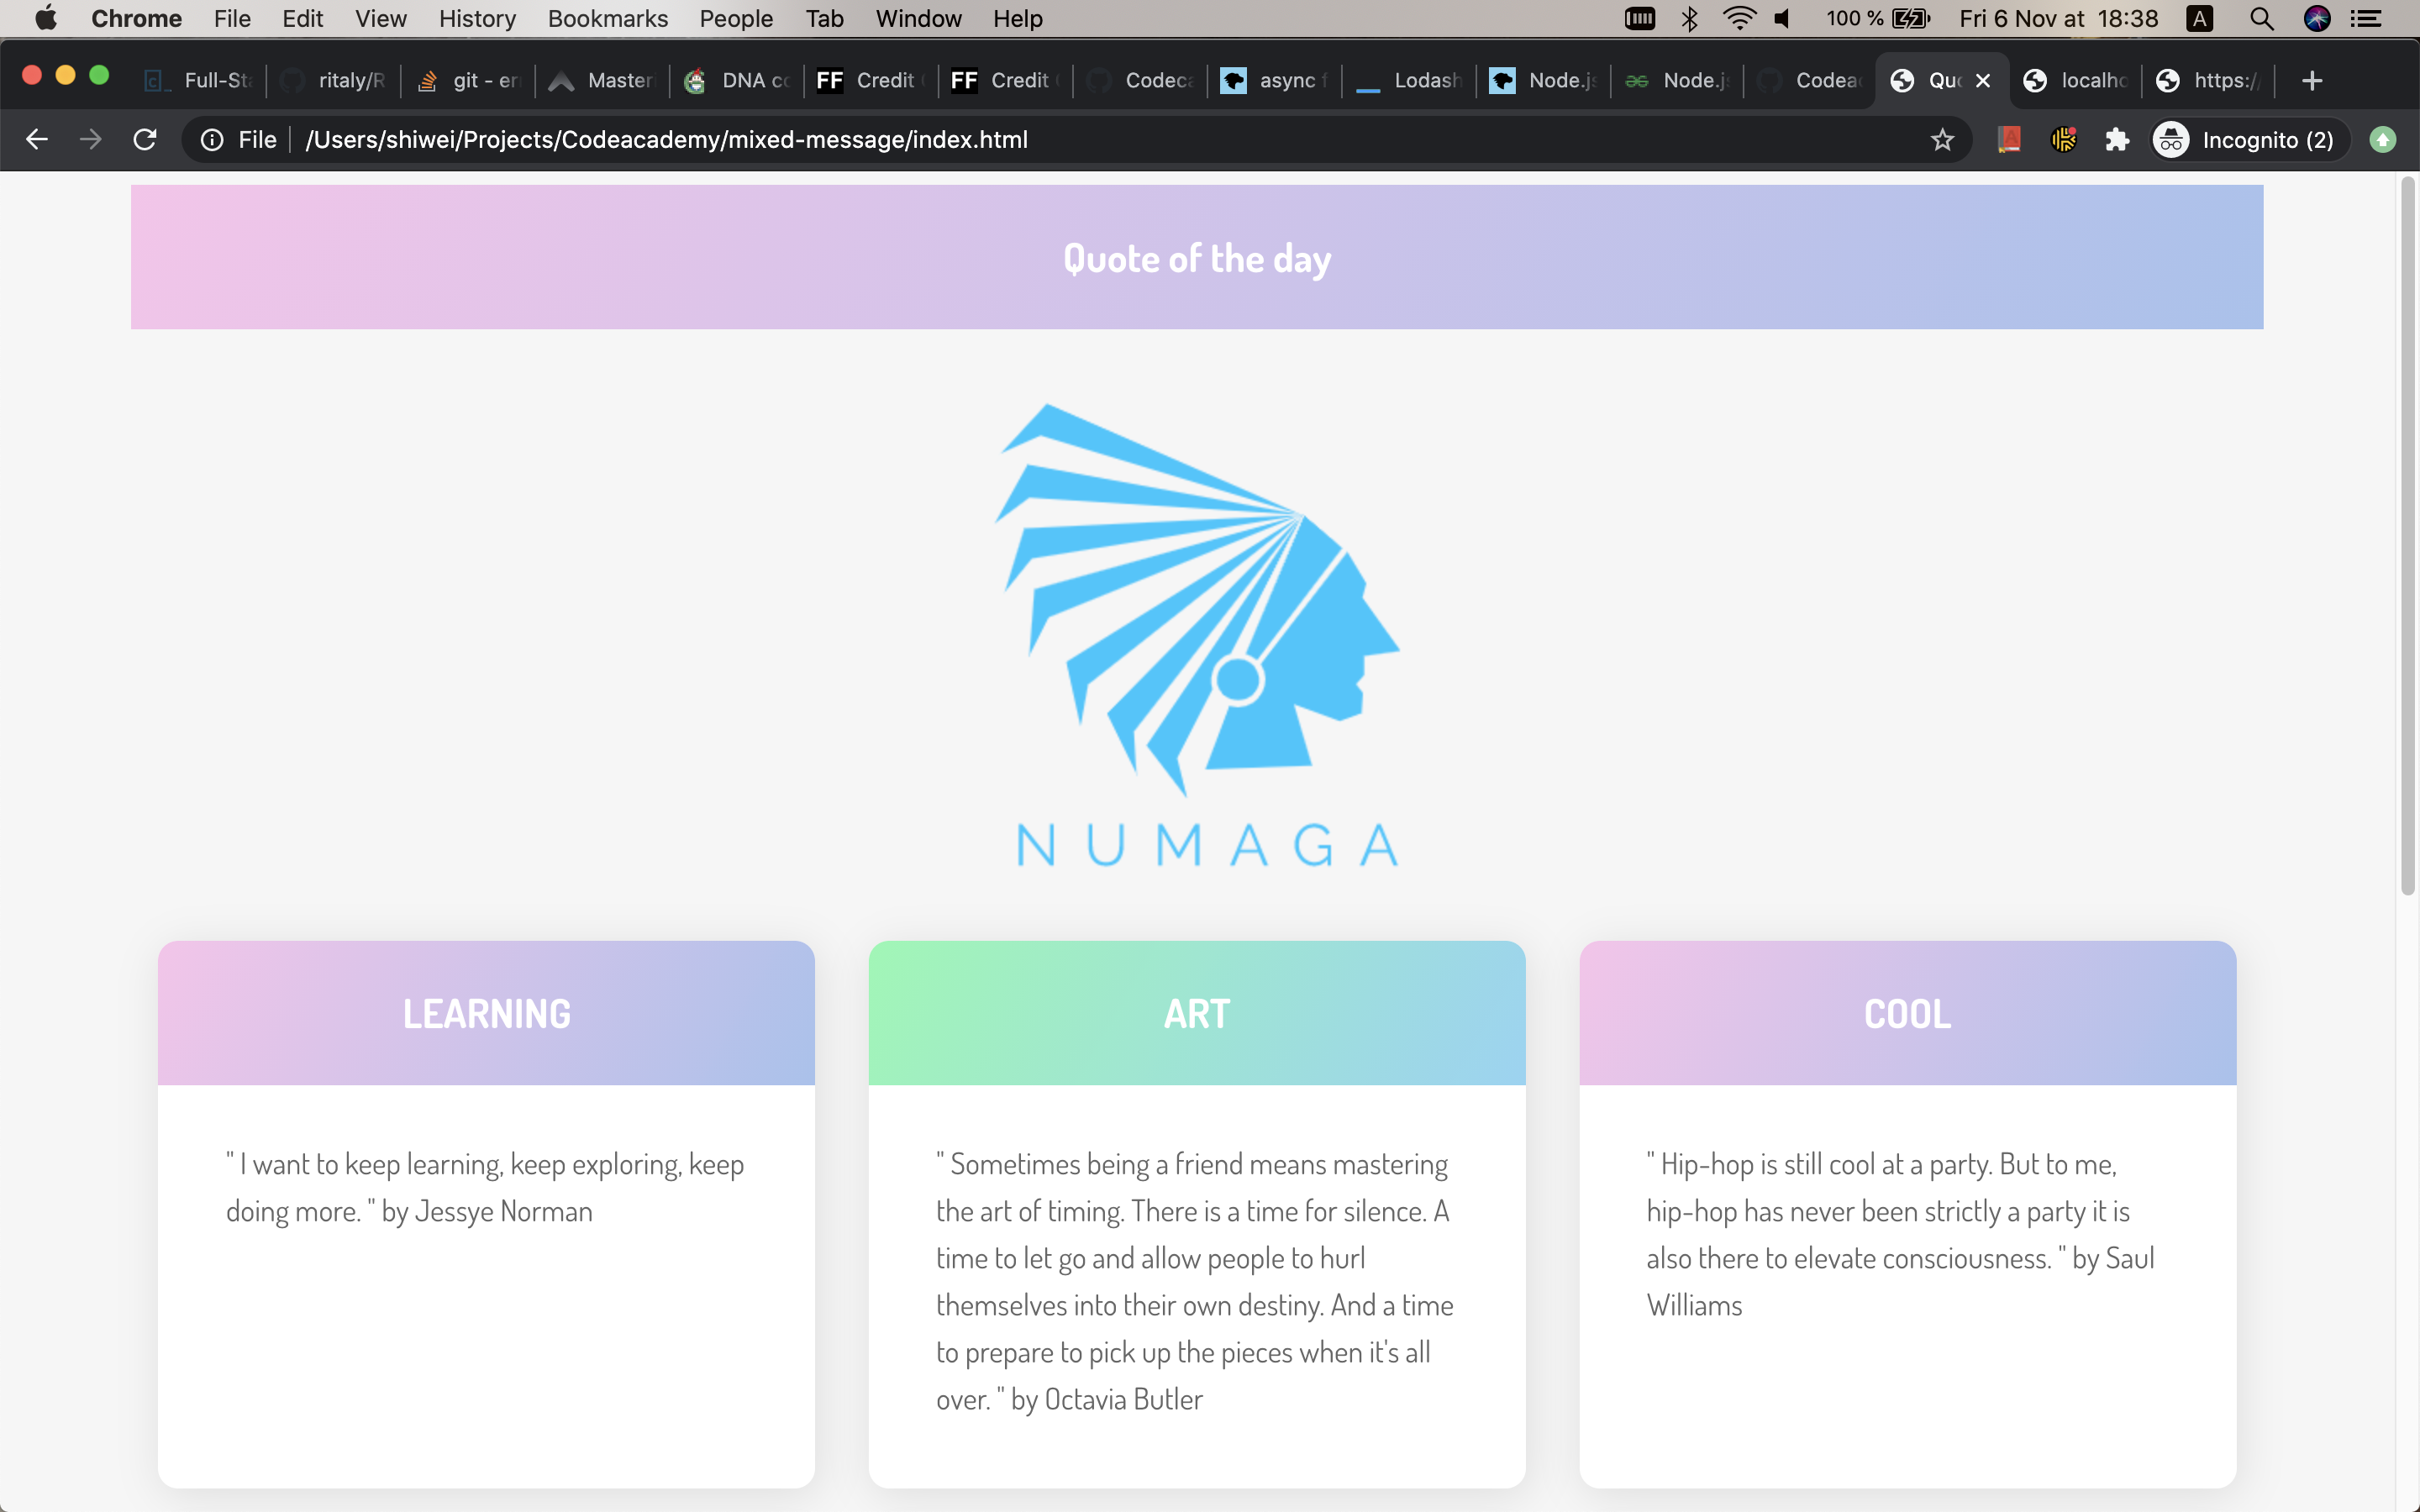 Chrome File Edit View History Bookmarks People Tab Window Help 100 % Fri 6 Nov at 18:38 A
Full-Sta ritaly/R git - er Master DNA co FF Credit FF Credit Codeca async f Lodash Node.js Node.js Codeac Quo localho https:/
File /Users/shiwei/Projects/Codeacademy/mixed-message/index.html Incognito (2)
Quote of the day
NUMAGA
LEARNING
" I want to keep learning, keep exploring, keep
doing more. " by Jessye Norman
ART
" Sometimes being a friend means mastering
the art of timing. There is a time for silence. A
time to let go and allow people to hurl
themselves into their own destiny. And a time
to prepare to pick up the pieces when it's all
over. " by Octavia Butler
COOL
" Hip-hop is still cool at a party. But to me,
hip-hop has never been strictly a party it is
also there to elevate consciousness. " by Saul
Williams